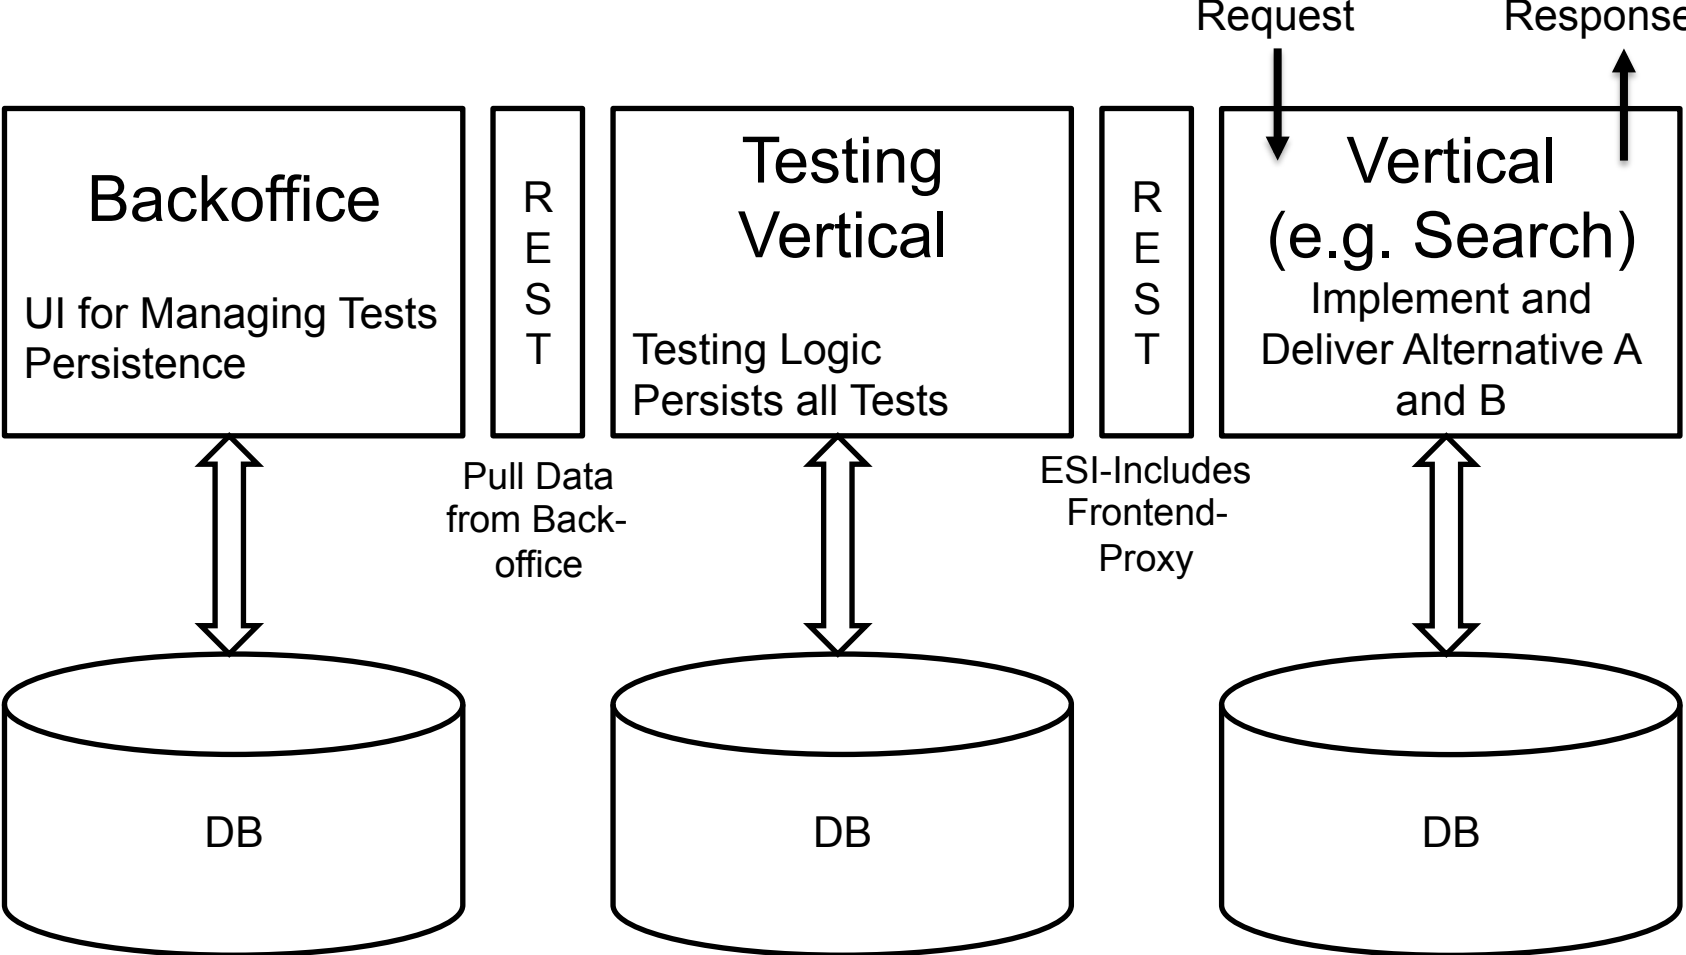 Request
Response
Backoffice
UI for Managing Tests
Persistence
R
E
S
T
Pull Data
from Back-
office
Testing
Vertical
Testing Logic
Persists all Tests
R
E
S
T
ESI-Includes
Frontend-
Proxy
Vertical
(e.g. Search)
Implement and
Deliver Alternative A
and B
DB
DB
DB